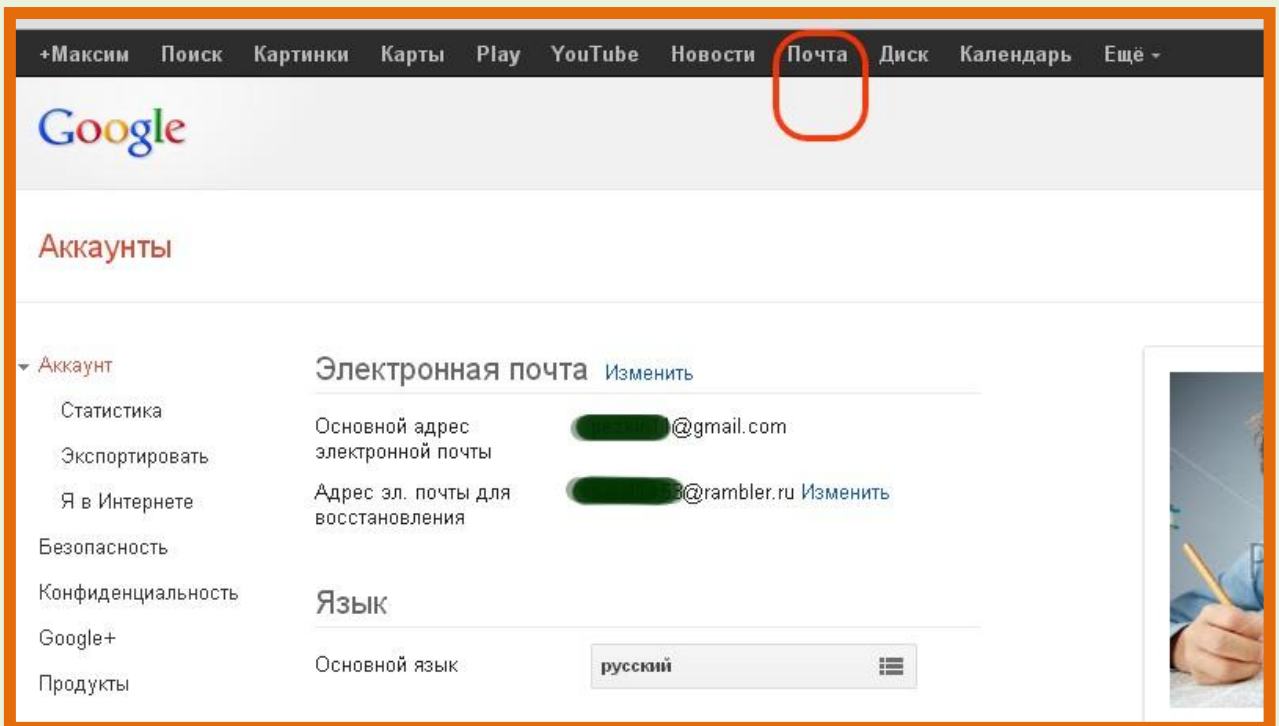 +Максим Поиск Картинки Карты Play YouTube Новости Почта Диск Календарь Ещё
Google
Аккаунты
Аккаунт
Статистика
Экспортировать
Я в Интернете
Безопасность
Конфиденциальность
Google+
Продукты
Электронная почта Изменить
Основной адрес
электронной почты
@gmail.com
Адрес эл. почты для
восстановления
@rambler.ru Изменить
Язык
Основной язык
русский